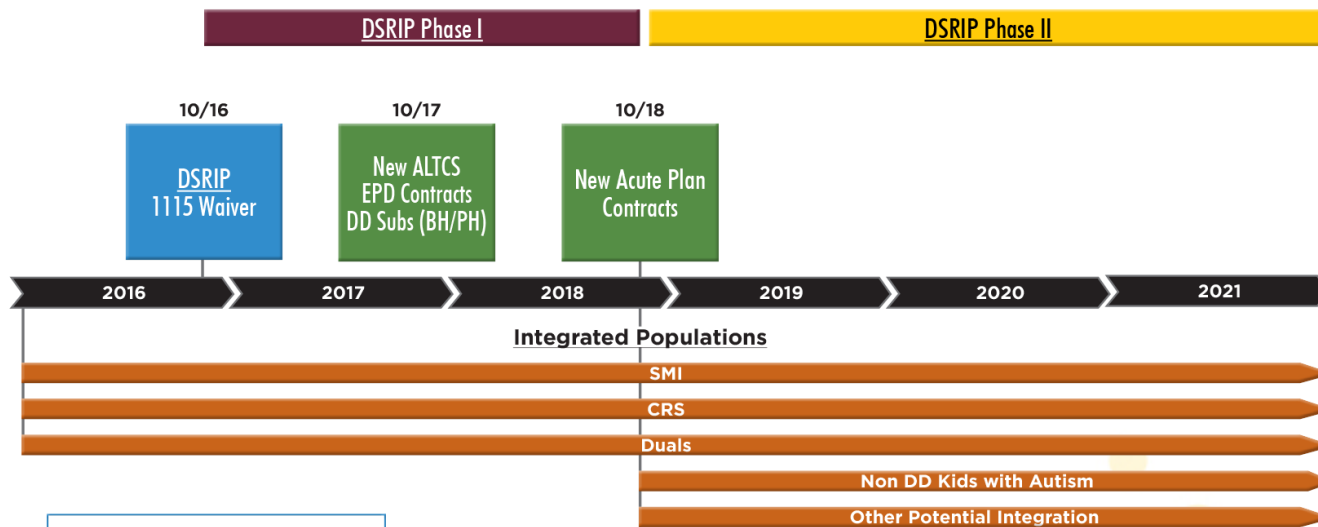 DSRIP Phase I
DSRIP Phase II
10/16
10/17
10/18
DSRIP
1115 Waiver
New ALTCS
EPD Contracts
DD Subs (BH/PH)
New Acute Plan
Contracts
2016
2017
2018
2019
2020
2021
Integrated Populations
SMI
CRS
Duals
Non DD Kids with Autism
Other Potential Integration